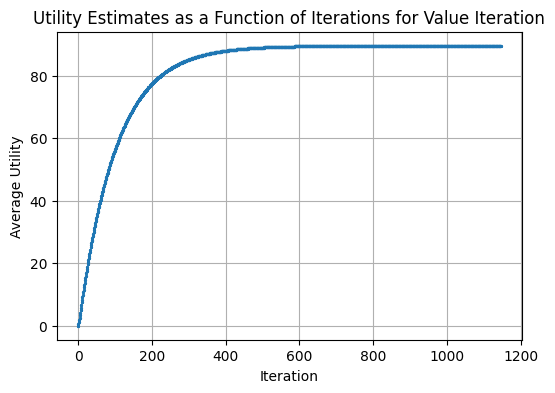 Utility Estimates as a Function of Iterations for Value Iteration
80
60
40
20
0
Average Utility
0 200 400 600 800 1000 1200
Iteration